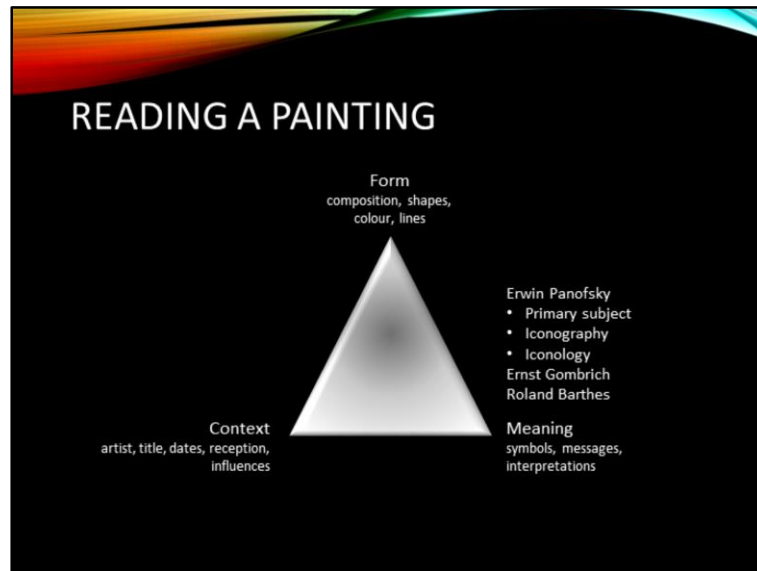 READING A PAINTING
Form
composition, shapes,
colour, lines
Erwin Panofsky
• Primary subject
• Iconography
• Iconology
Ernst Gombrich
Roland Barthes
Context
artist, title, dates, reception,
influences
Meaning
symbols, messages,
interpretations